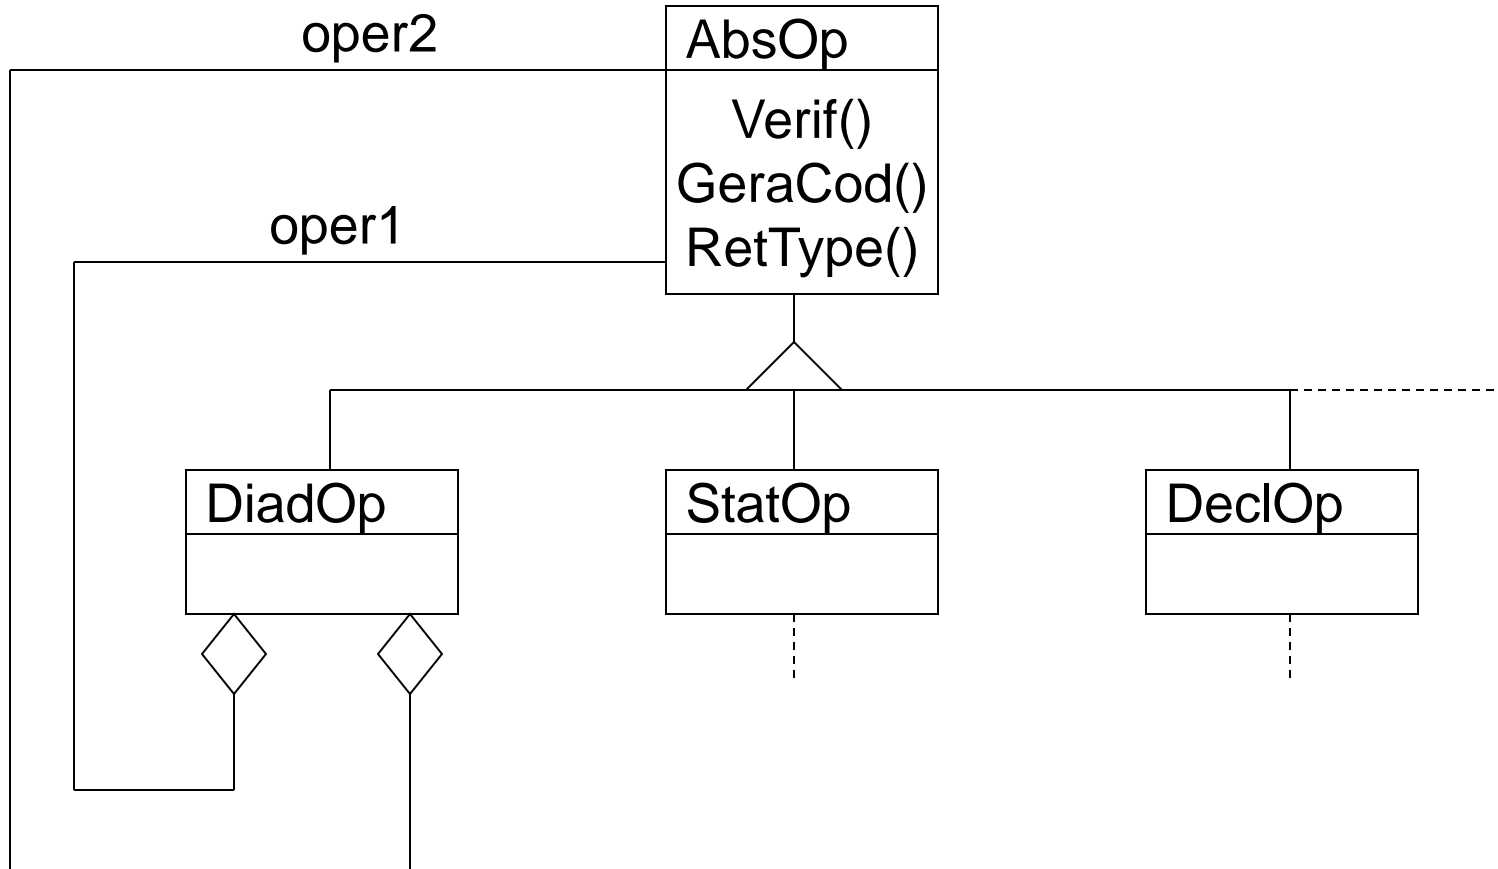 oper2
AbsOp
Verif()
GeraCod()
oper1
RetType()
DiadOp
StatOp
DeclOp